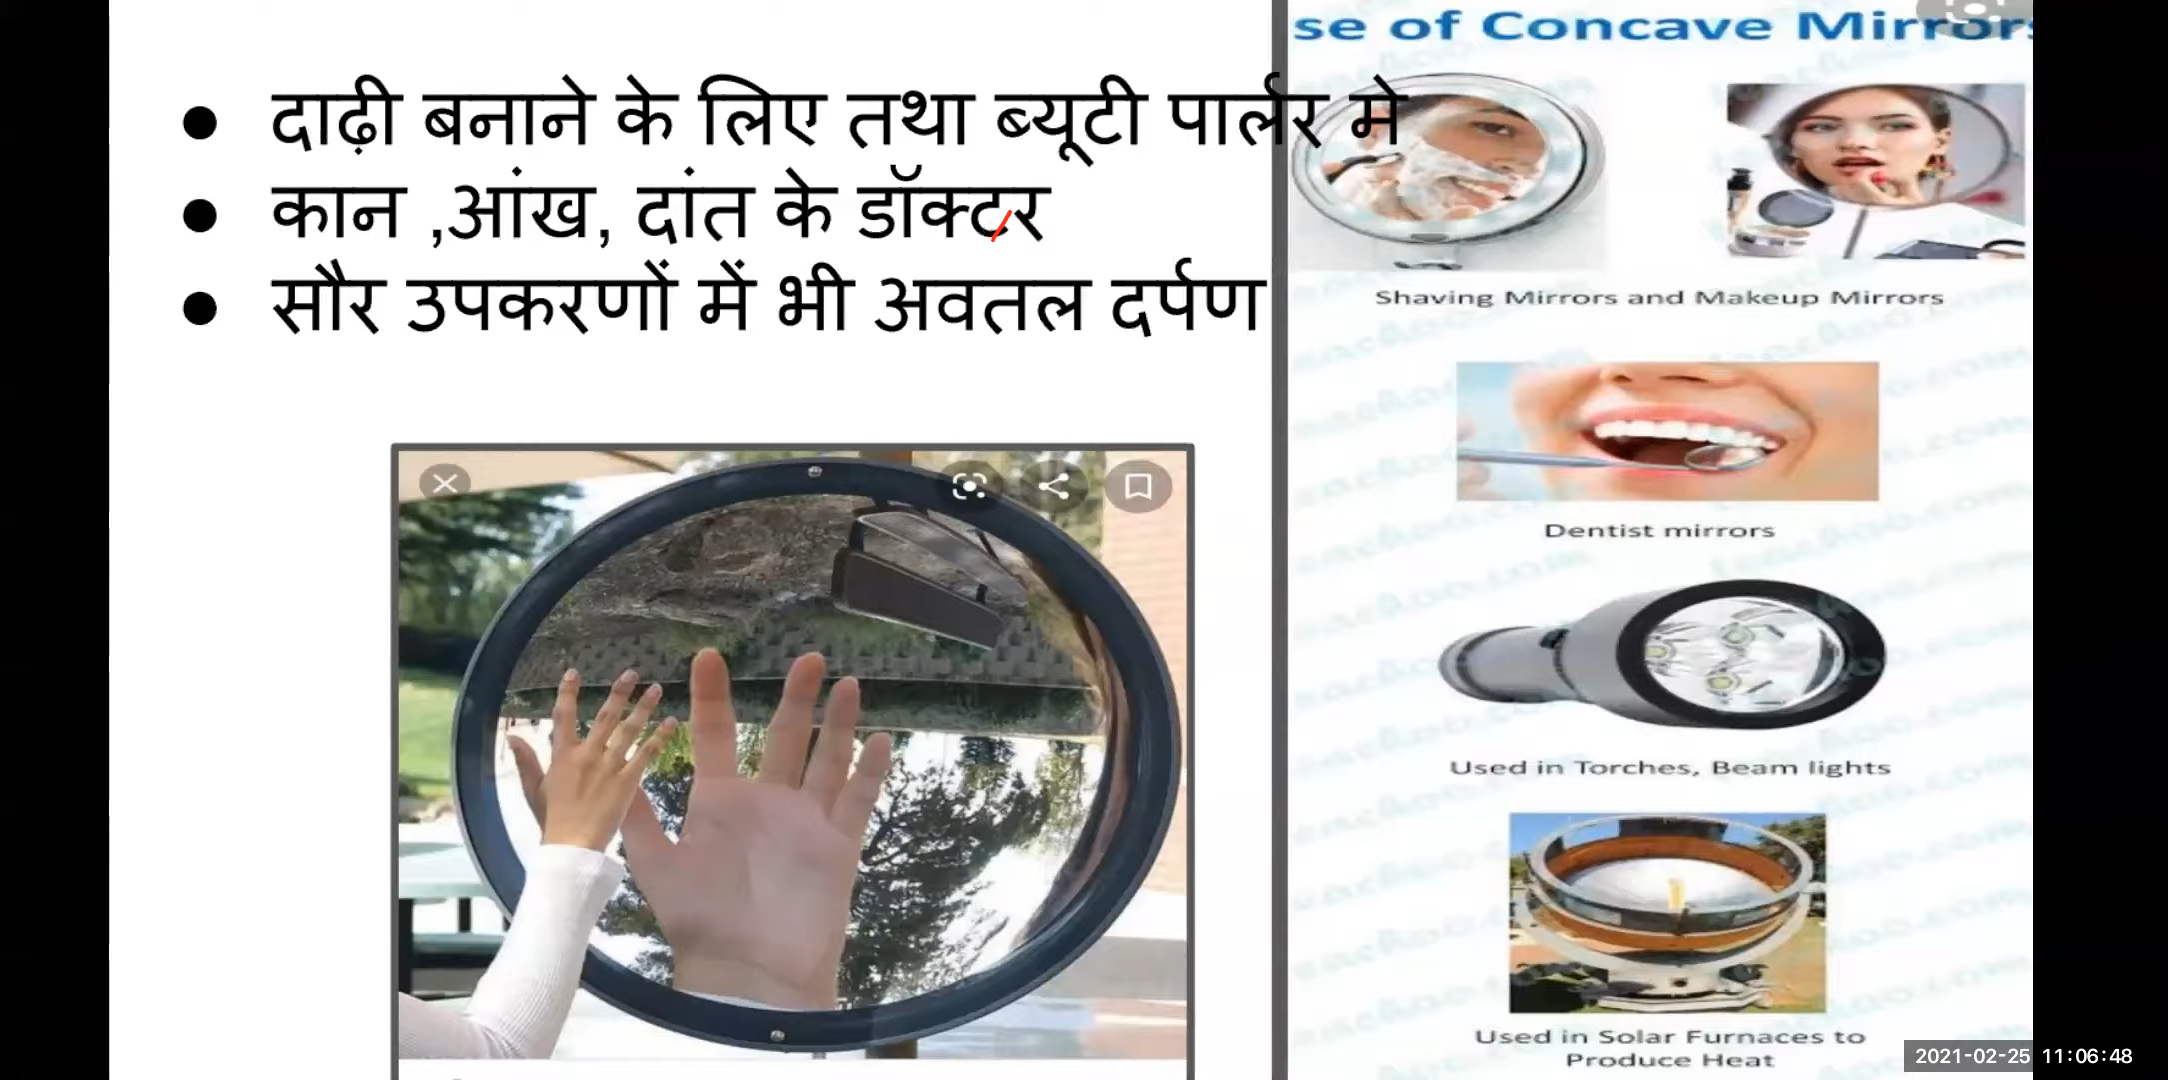 ● दाढ़ी बनाने के लिए तथा ब्यूटी पार्लर मे
● कान ,आंख, दांत के डॉक्टर
● सौर उपकरणों में भी अवतल दर्पण
se of Concave Mirrors
Shaving Mirrors and Makeup Mirrors
Dentist mirrors
Used in Torches, Beam lights
Used in Solar Furnaces to
Produce Heat
2021-02-25 11:06:48